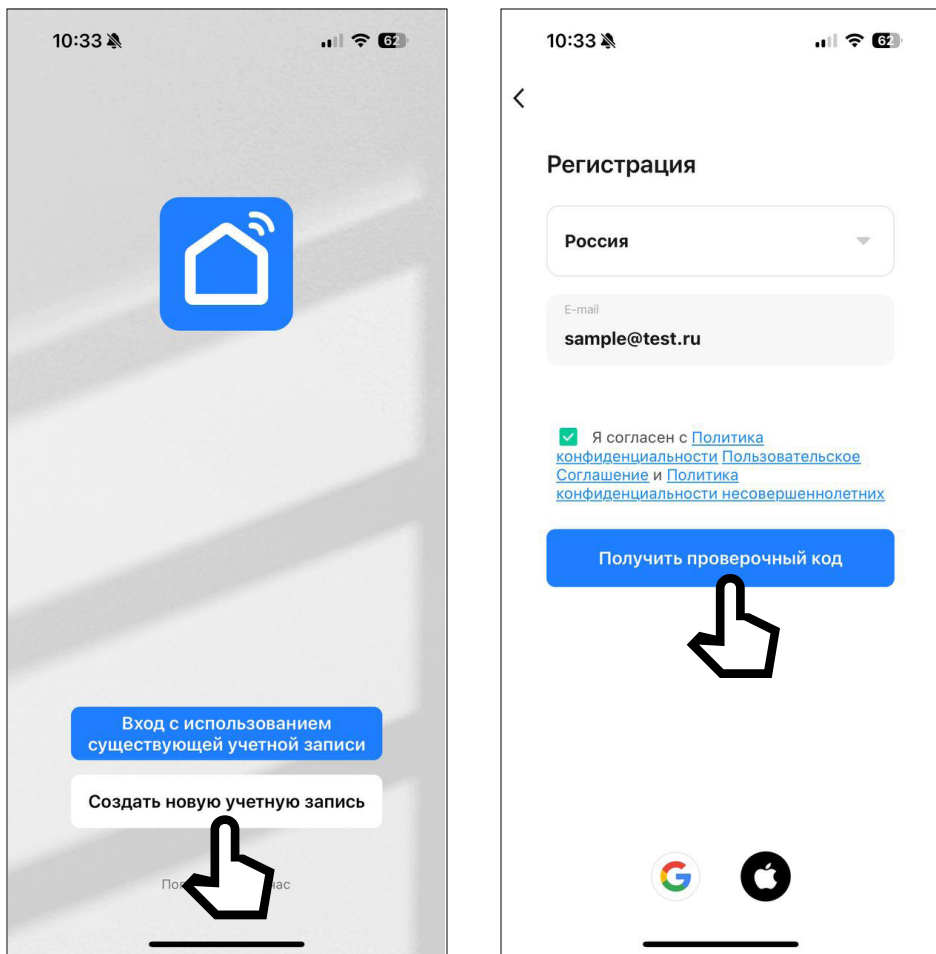 10:33
62
Вход с использованием
существующей учетной записи
Создать новую учетную запись
10:33
62
Регистрация
Россия
E-mail
sample@test.ru
Я согласен с Политика
конфиденциальности Пользовательское
Соглашение и Политика
конфиденциальности несовершеннолетних
Получить проверочный код